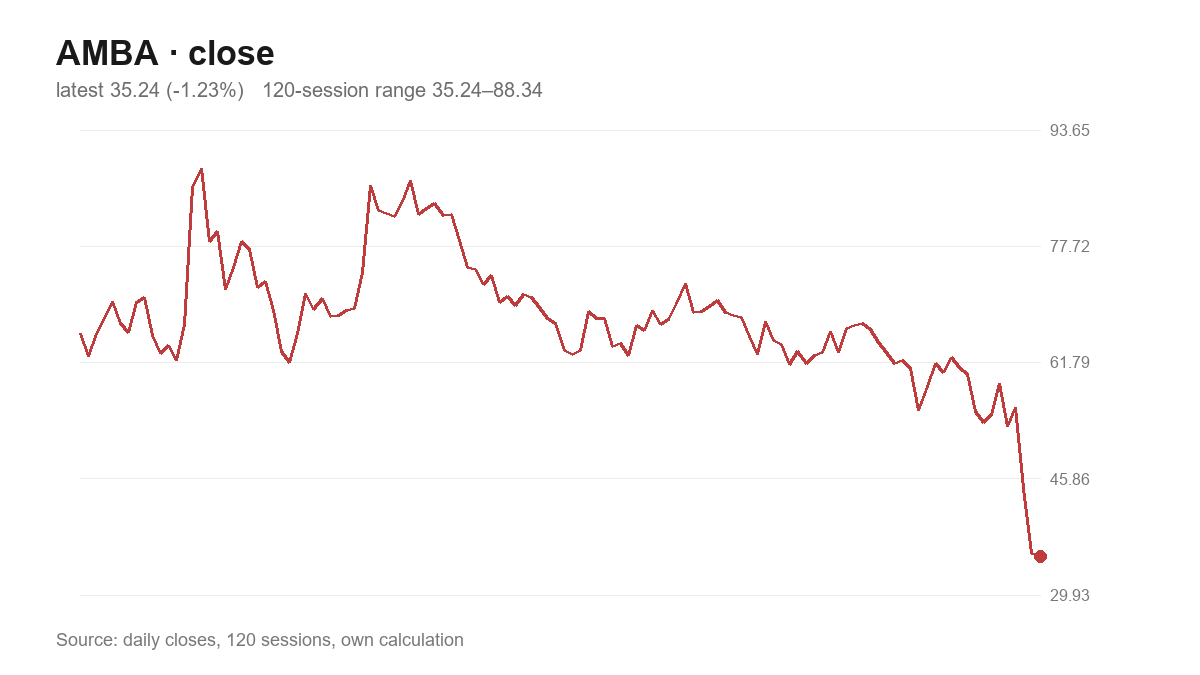 AMBA · close
latest 35.24 (-1.23%)   120-session range 35.24–88.34
93.65
77.72
61.79
45.86
29.93
Source: daily closes, 120 sessions, own calculation